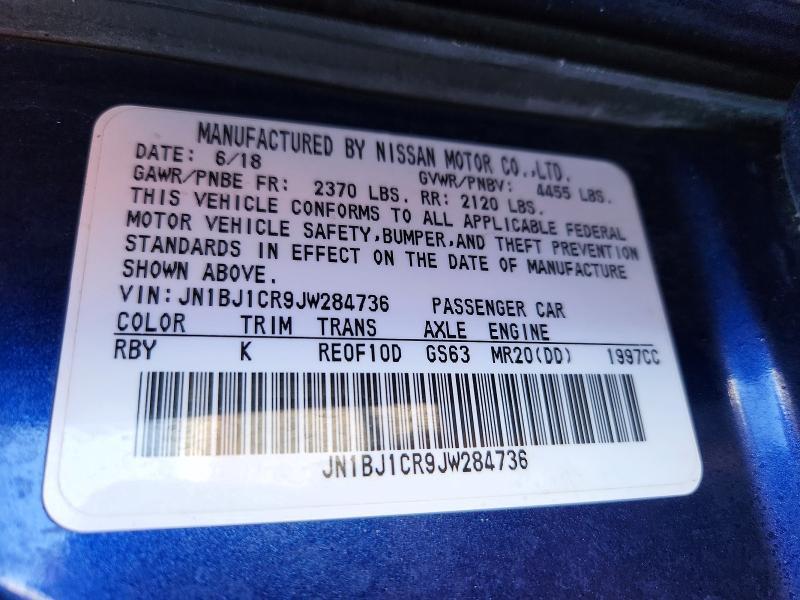 MANUFACTURED BY NISSAN MOTOR CO.,LTD.
DATE: 6/18 GVWR/PNBV: 4455 LBS.
GAWR/PNBE FR: 2370 LBS. RR: 2120 LBS.
THIS VEHICLE CONFORMS TO ALL APPLICABLE FEDERAL
MOTOR VEHICLE SAFETY,BUMPER,AND THEFT PREVENTION
STANDARDS IN EFFECT ON THE DATE OF MANUFACTURE
SHOWN ABOVE.
VIN: JN1BJ1CR9JW284736 PASSENGER CAR
COLOR TRIM TRANS AXLE ENGINE
RBY K RE0F10D GS63 MR20(DD) 1997CC
JN1BJ1CR9JW284736